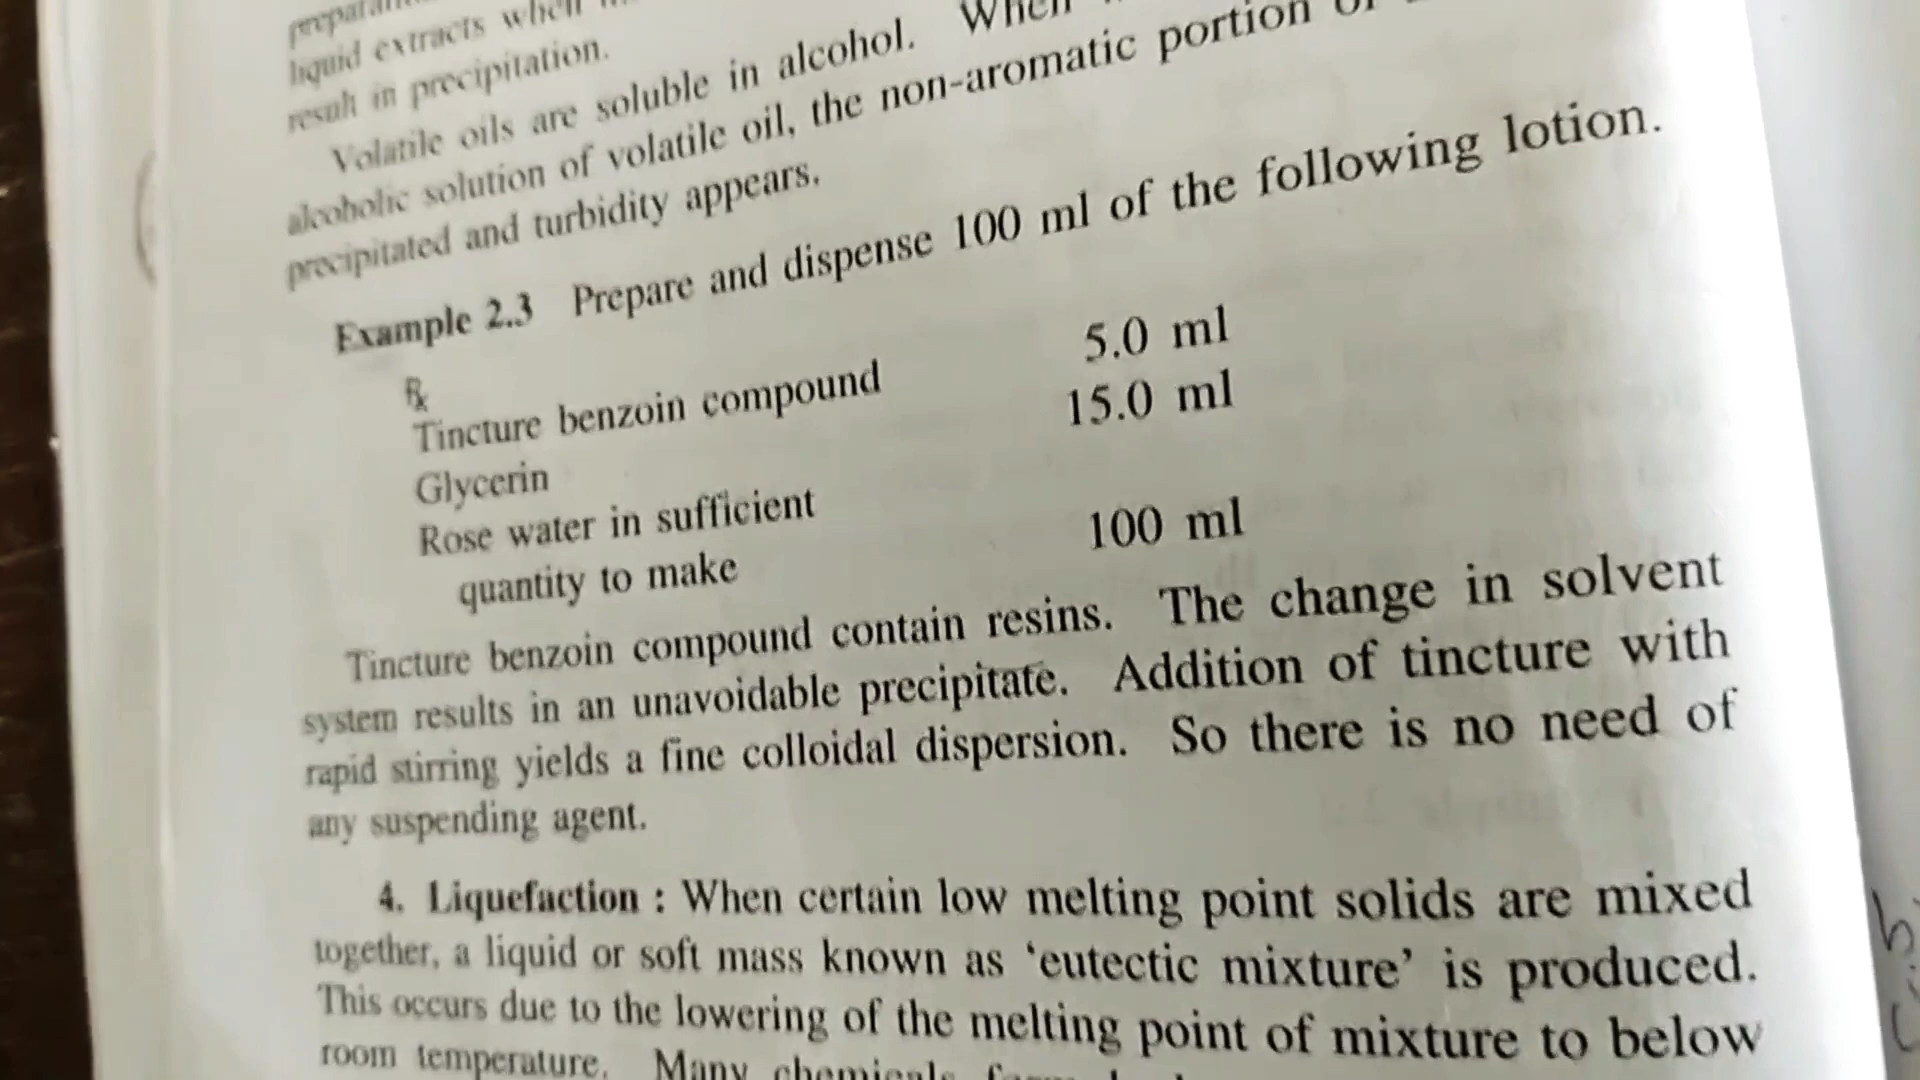 liquid extracts when
result in precipitation.
Volatile oils are soluble in alcohol. When
alcoholic solution of volatile oil, the non-aromatic portion of
precipitated and turbidity appears.
Example 2.3 Prepare and dispense 100 ml of the following lotion.
℞
Tincture benzoin compound 5.0 ml
Glycerin 15.0 ml
Rose water in sufficient
quantity to make 100 ml
Tincture benzoin compound contain resins. The change in solvent
system results in an unavoidable precipitate. Addition of tincture with
rapid stirring yields a fine colloidal dispersion. So there is no need of
any suspending agent.
4. Liquefaction : When certain low melting point solids are mixed
together, a liquid or soft mass known as ‘eutectic mixture’ is produced.
This occurs due to the lowering of the melting point of mixture to below
room temperature. Many chemicals